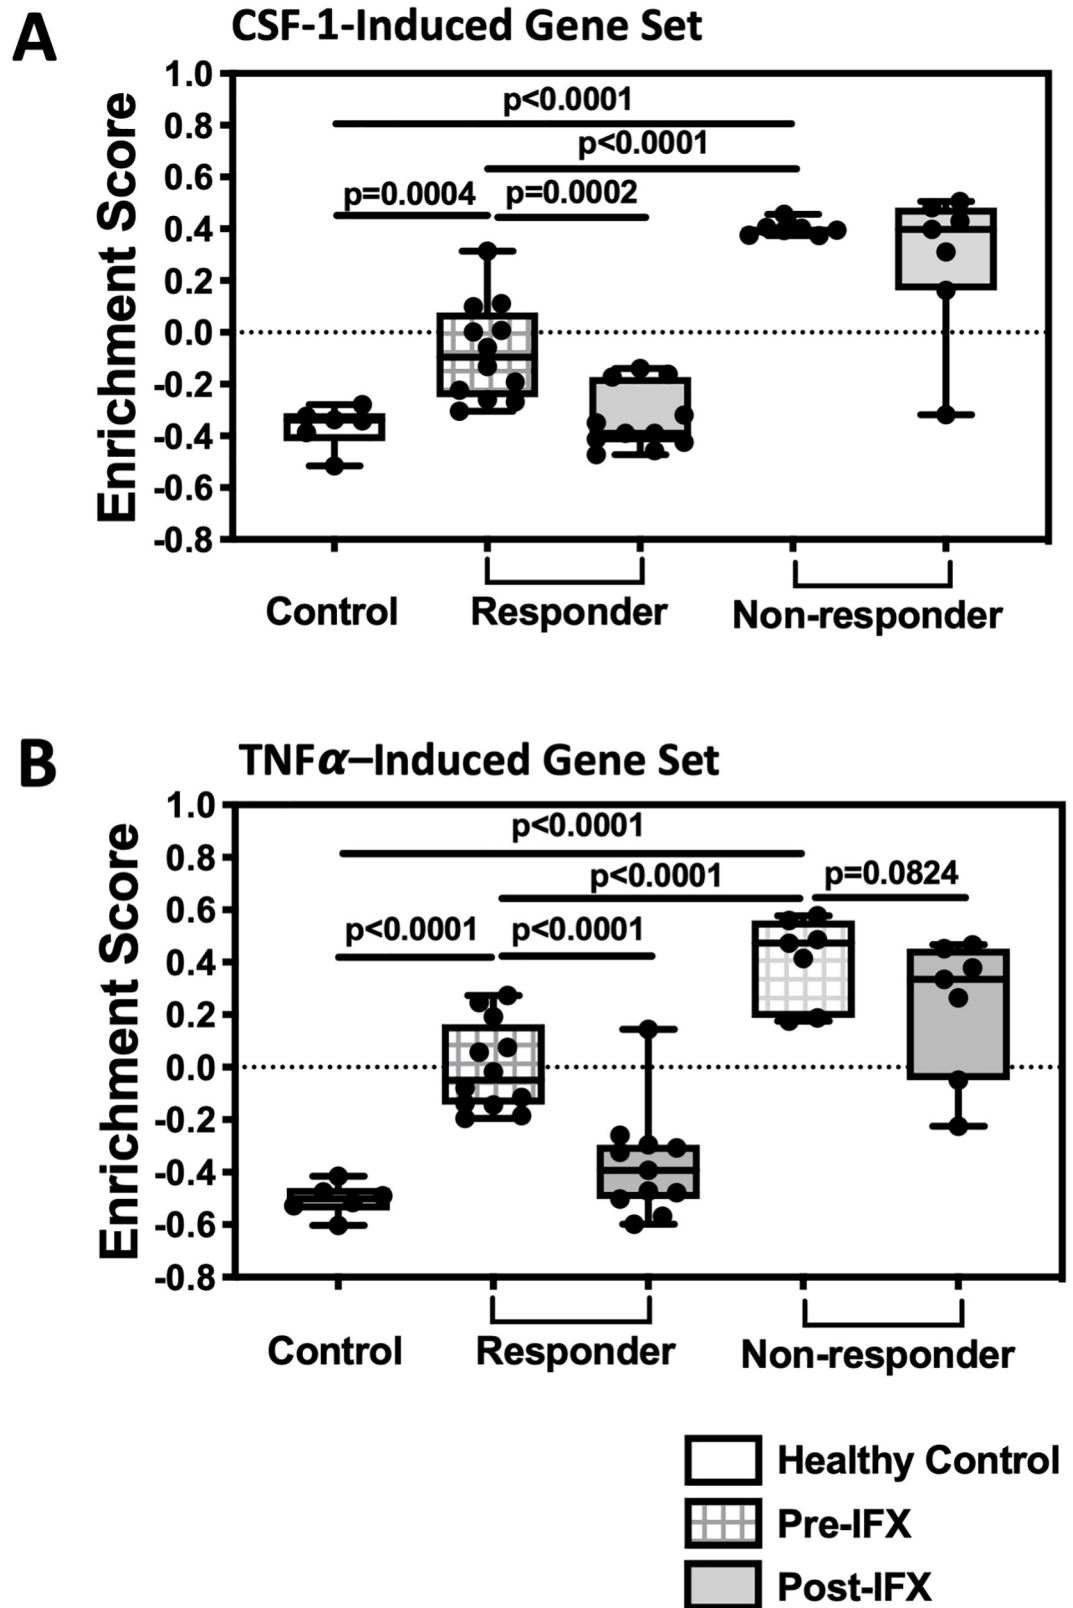 A
CSF-1-Induced Gene Set
Enrichment Score
1.0
0.8
0.6
0.4
0.2
0.0
-0.2
-0.4
-0.6
-0.8
p<0.0001
p<0.0001
p=0.0004 p=0.0002
Control Responder Non-responder
B
TNFα–Induced Gene Set
Enrichment Score
1.0
0.8
0.6
0.4
0.2
0.0
-0.2
-0.4
-0.6
-0.8
p<0.0001
p<0.0001 p=0.0824
p<0.0001 p<0.0001
Control Responder Non-responder
Healthy Control
Pre-IFX
Post-IFX